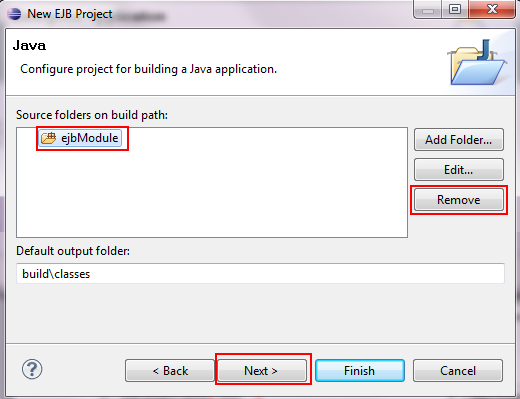 New EJB Project
Java
Configure project for building a Java application.
Source folders on build path:
ejbModule
Add Folder...
Edit...
Remove
Default output folder:
build\classes
?
< Back
Next >
Finish
Cancel